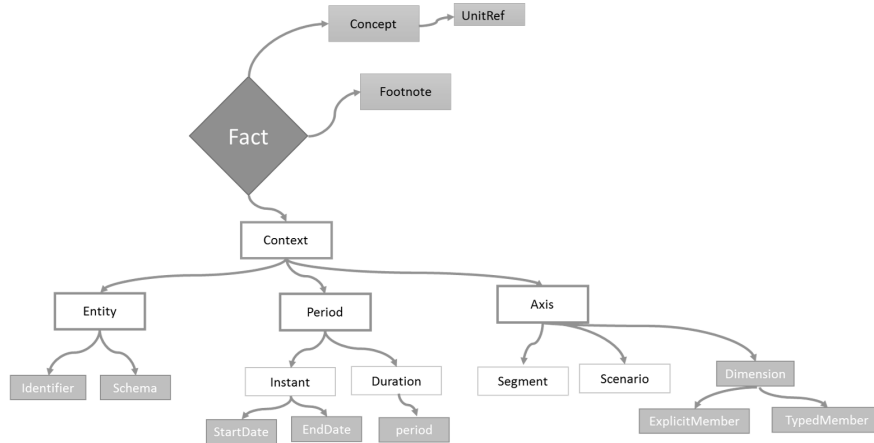 Concept
UnitRef
Footnote
Fact
Context
Entity
Period
Axis
Identifier
Schema
Instant
Duration
Segment
Scenario
Dimension
StartDate
EndDate
period
ExplicitMember
TypedMember